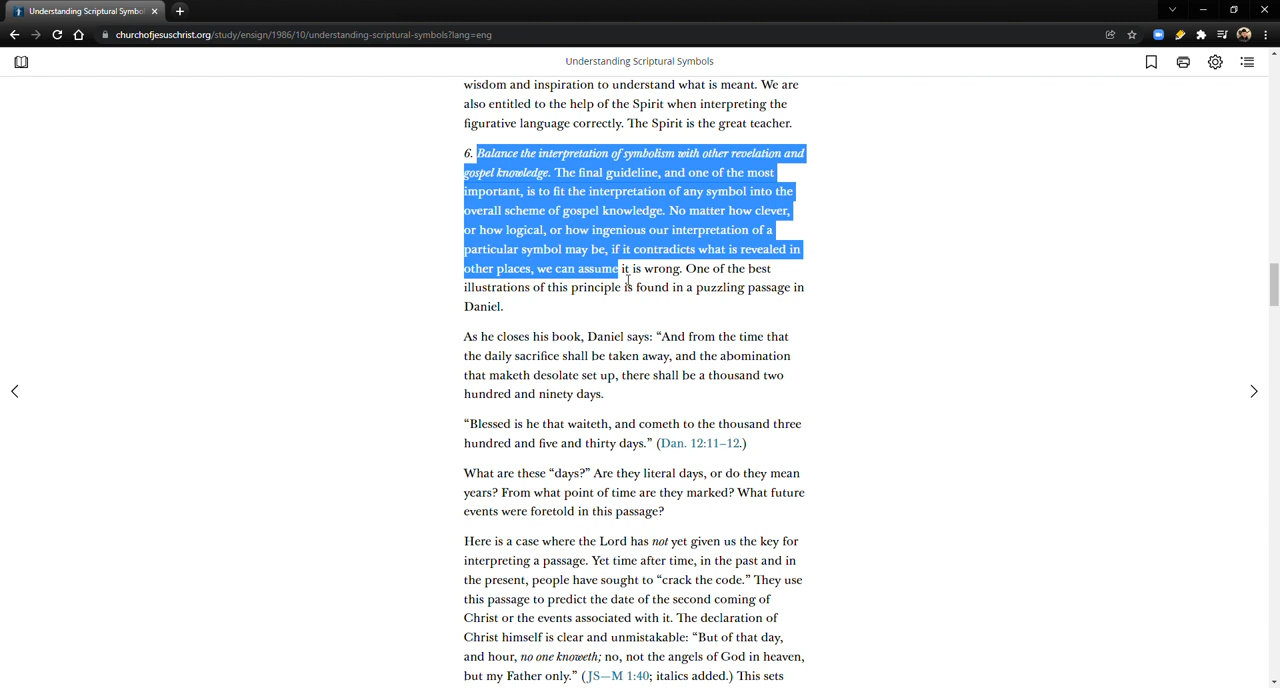 Understanding Scriptural Symbol
churchofjesuschrist.org/study/ensign/1986/10/understanding-scriptural-symbols?lang=eng
Understanding Scriptural Symbols
wisdom and inspiration to understand what is meant. We are
also entitled to the help of the Spirit when interpreting the
figurative language correctly. The Spirit is the great teacher.
6. Balance the interpretation of symbolism with other revelation and
gospel knowledge. The final guideline, and one of the most
important, is to fit the interpretation of any symbol into the
overall scheme of gospel knowledge. No matter how clever,
or how logical, or how ingenious our interpretation of a
particular symbol may be, if it contradicts what is revealed in
other places, we can assume it is wrong. One of the best
illustrations of this principle is found in a puzzling passage in
Daniel.
As he closes his book, Daniel says: “And from the time that
the daily sacrifice shall be taken away, and the abomination
that maketh desolate set up, there shall be a thousand two
hundred and ninety days.
“Blessed is he that waiteth, and cometh to the thousand three
hundred and five and thirty days.” (Dan. 12:11–12.)
What are these “days?” Are they literal days, or do they mean
years? From what point of time are they marked? What future
events were foretold in this passage?
Here is a case where the Lord has not yet given us the key for
interpreting a passage. Yet time after time, in the past and in
the present, people have sought to “crack the code.” They use
this passage to predict the date of the second coming of
Christ or the events associated with it. The declaration of
Christ himself is clear and unmistakable: “But of that day,
and hour, no one knoweth; no, not the angels of God in heaven,
but my Father only.” (JS—M 1:40; italics added.) This sets